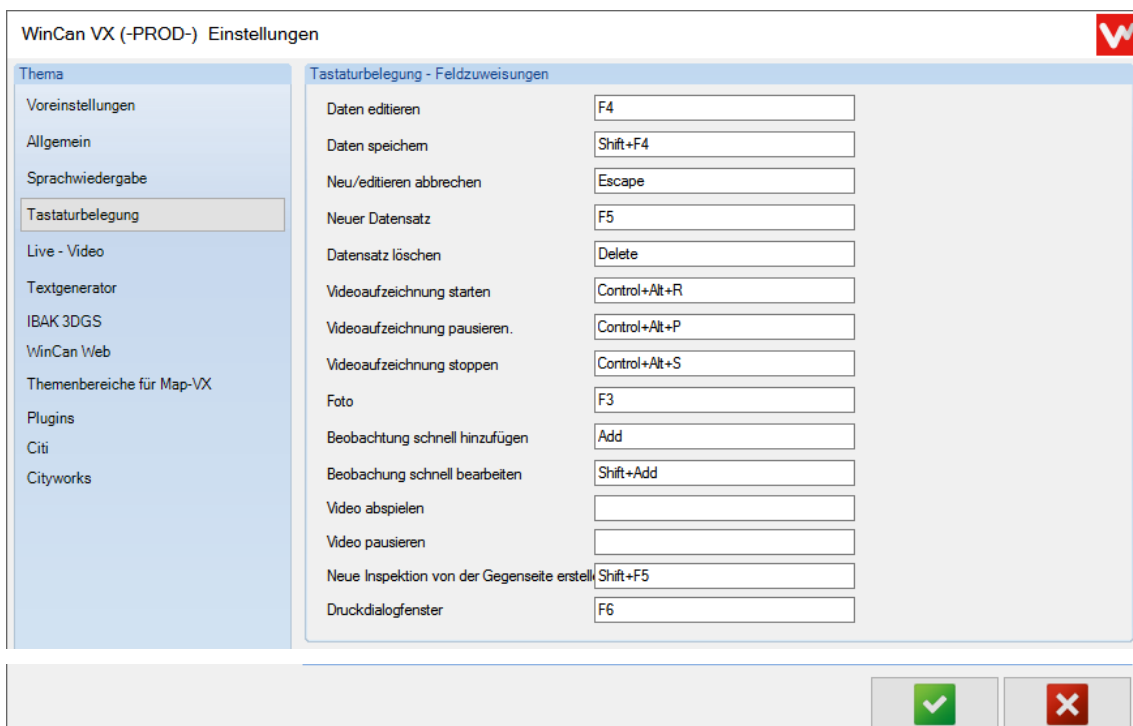 WinCan VX (-PROD-) Einstellungen
Thema
Voreinstellungen
Allgemein
Sprachwiedergabe
Tastaturbelegung
Live - Video
Textgenerator
IBAK 3DGS
WinCan Web
Themenbereiche für Map-VX
Plugins
Citi
Cityworks
Tastaturbelegung - Feldzuweisungen
Daten editieren F4
Daten speichern Shift+F4
Neu/editieren abbrechen Escape
Neuer Datensatz F5
Datensatz löschen Delete
Videoaufzeichnung starten Control+Alt+R
Videoaufzeichnung pausieren. Control+Alt+P
Videoaufzeichnung stoppen Control+Alt+S
Foto F3
Beobachtung schnell hinzufügen Add
Beobachung schnell bearbeiten Shift+Add
Video abspielen
Video pausieren
Neue Inspektion von der Gegenseite erstelle Shift+F5
Druckdialogfenster F6